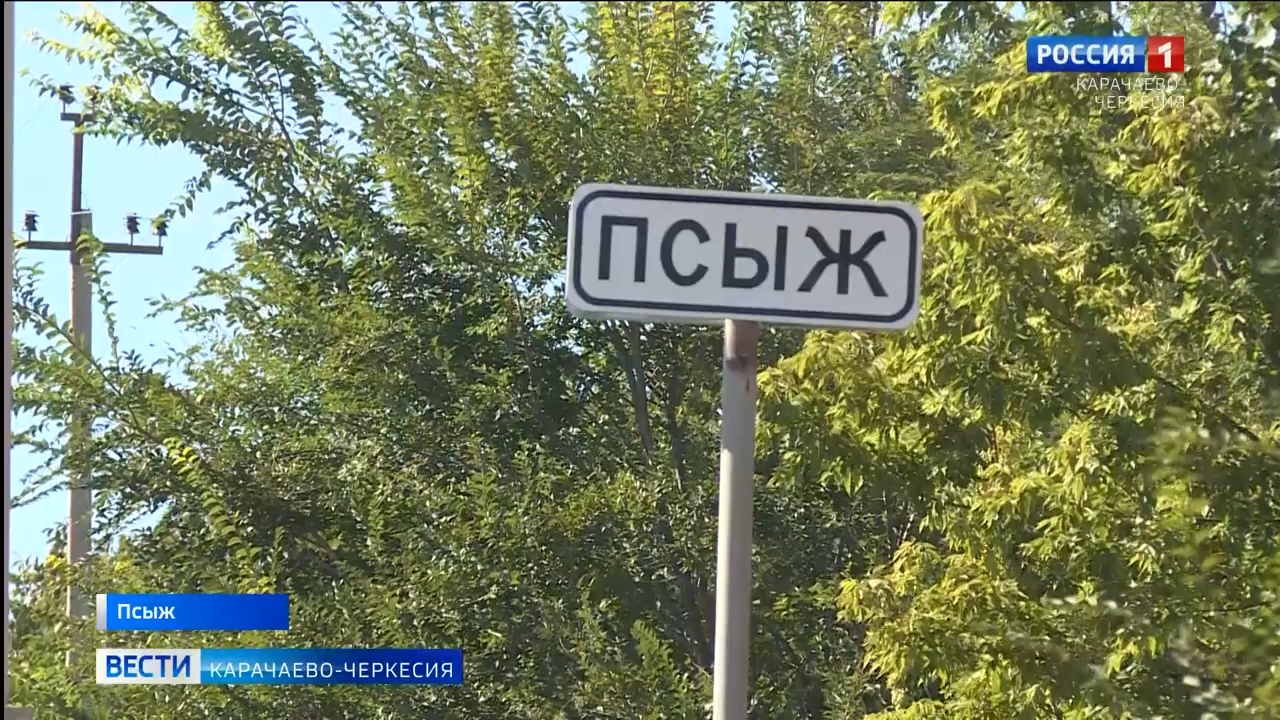 РОССИЯ 1
КАРАЧАЕВО-
ЧЕРКЕСИЯ
ПСЫЖ
Псыж
ВЕСТИ КАРАЧАЕВО-ЧЕРКЕСИЯ